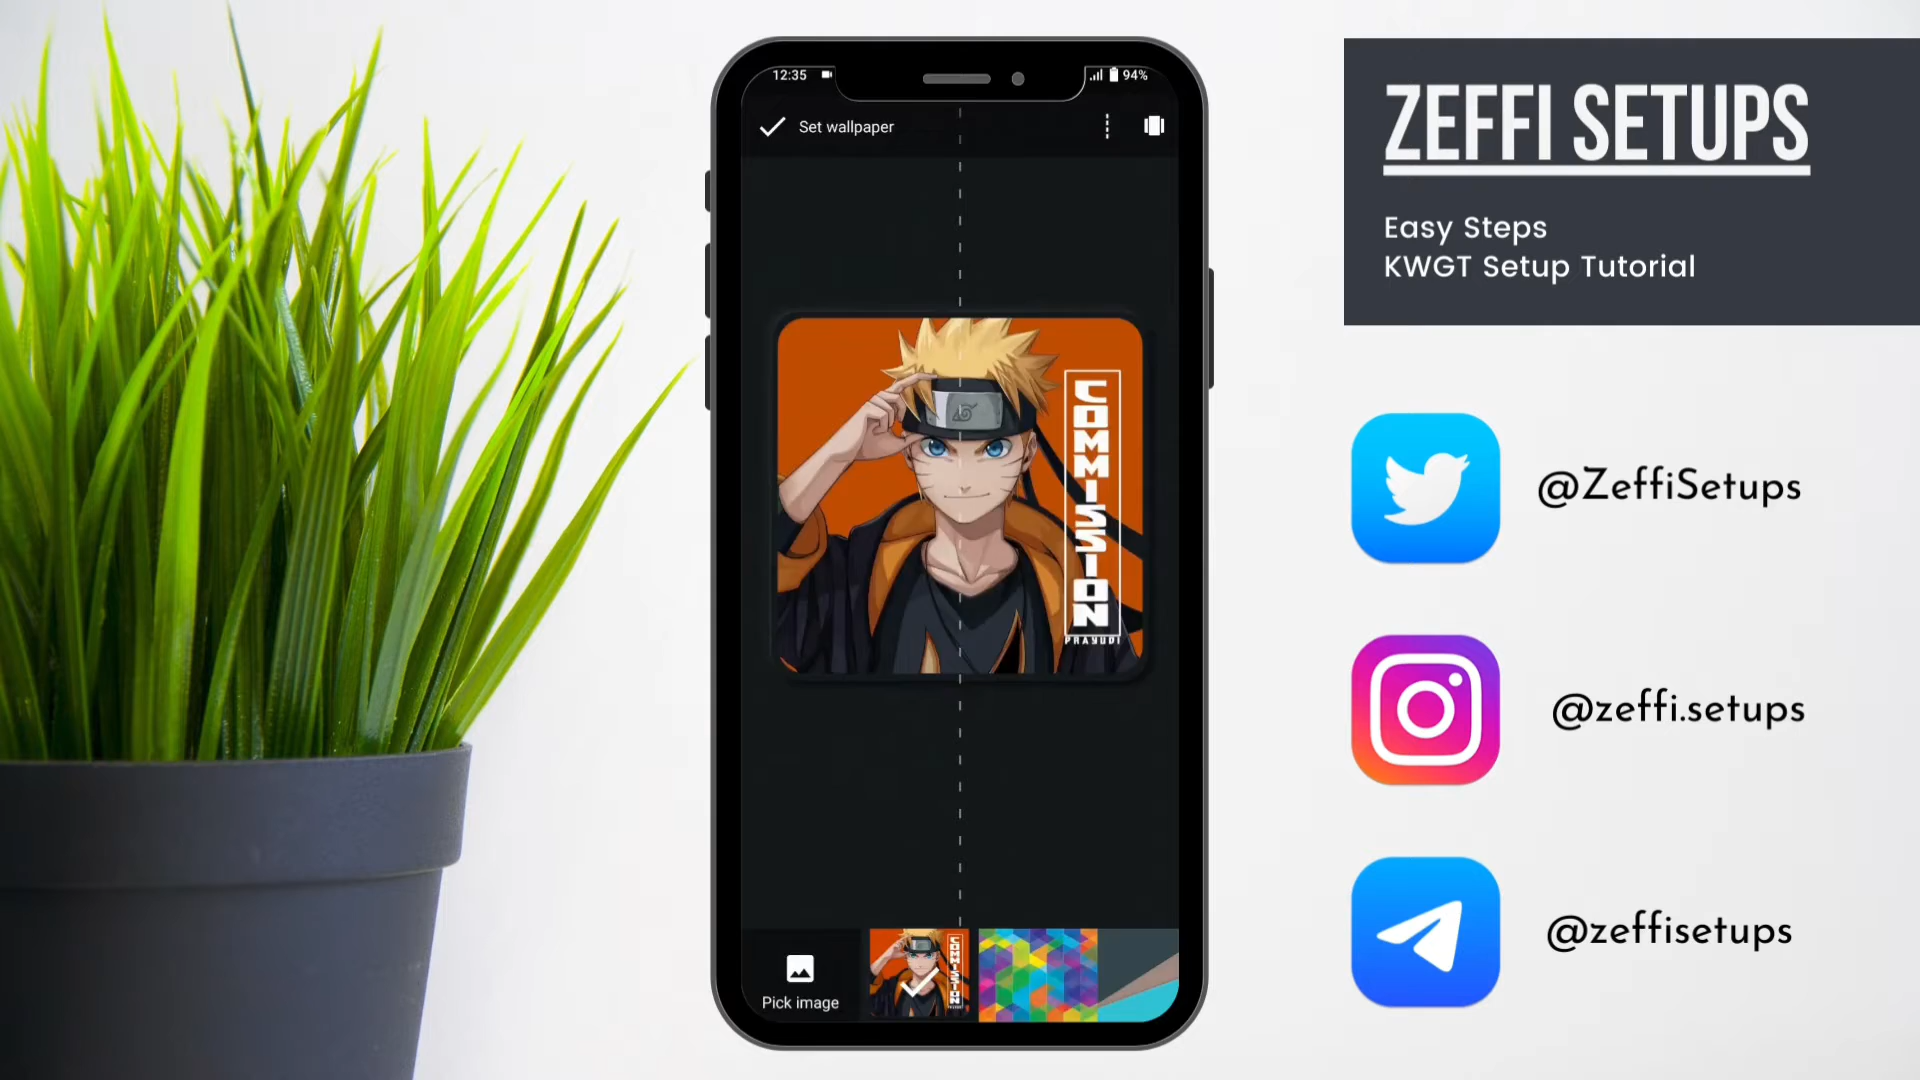 12:35
94%
Set wallpaper
COMMISSION
PRAYUDI
Pick image
COMMISSION
ZEFFI SETUPS
Easy Steps
KWGT Setup Tutorial
@ZeffiSetups
@zeffi.setups
@zeffisetups